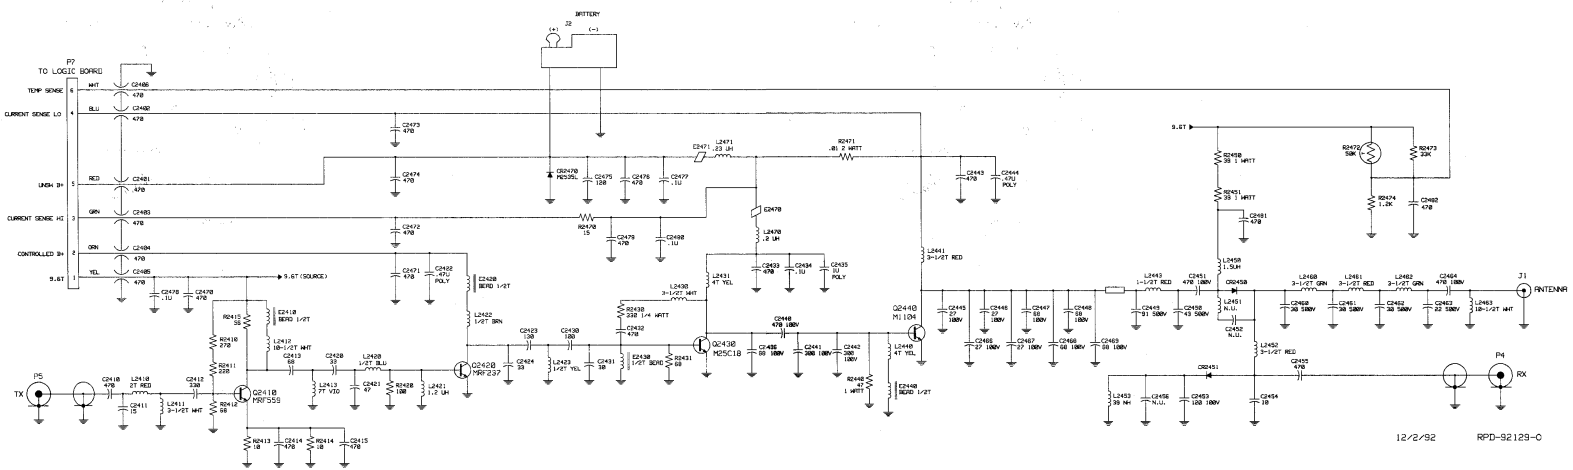 BATTERY
J2
(+)
(-)
P7
TO LOGIC BOARD
TEMP SENSE 6 WHT C2406
470
CURRENT SENSE LO 4 BLU C2402
470
UNSW B+ 5 RED C2401
470
CURRENT SENSE HI 3 GRN C2403
470
CONTROLLED B+ 2 ORN C2404
470
9.6T 1 YEL C2405
470
9.6T (SOURCE)
C2473
470
C2474
470
C2472
470
C2471
470
C2422
.47U
POLY
C2478
.1U
C2470
470
CR2470
C2475
120
C2476
470
C2477
.1U
L2471
.23 UH
R2471
.01 2 WATT
C2443
470
C2444
.47U
POLY
R2470
15
C2479
470
C2480
.1U
L2470
.2 UH
C2433
470
C2434
.1U
C2435
1U
POLY
L2441
3-1/2T RED
E2420
BEAD 1/2T
L2422
1/2T BRN
R2415
E2410
BEAD 1/2T
L2412
10-1/2T WHT
R2410
270
R2411
220
R2412
68
C2413
68
C2420
33
L2420
1/2T BLU
L2413
7T VIO
C2421
47
R2420
100
L2421
1.2 UH
Q2420
MRF237
P5
TX
C2410
470
L2410
2T RED
C2412
330
C2411
15
L2411
3-1/2T WHT
Q2410
MRF559
R2413
10
C2414
470
R2414
10
C2415
470
C2423
130
C2430
100
C2424
33
L2423
1/2T YEL
C2431
30
E2430
1/2T BEAD
R2431
68
R2430
330 1/4 WATT
C2432
470
L2430
3-1/2T WHT
L2431
4T YEL
Q2430
M25C18
C2440
470 100V
C2436
68 100V
C2441
300 100V
C2442
300
100V
R2440
47
1 WATT
L2440
4T YEL
E2440
BEAD 1/2T
Q2440
M1104
C2445
27
100V
C2446
27
100V
C2447
68
100V
C2448
68
100V
C2466
27 100V
C2467
27 100V
C2468
68 100V
C2469
68 100V
L2443
1-1/2T RED
C2451
470 100V
C2449
91 500V
C2450
43 500V
CR2450
L2451
N.U.
C2452
N.U.
L2450
1.5UH
9.6T
R2450
39 1 WATT
R2451
39 1 WATT
C2481
470
R2472
50K
R2473
33K
R2474
1.2K
C2482
470
L2460
3-1/2T GRN
L2461
3-1/2T RED
L2462
3-1/2T GRN
C2464
470 100V
C2460
30 500V
C2461
30 500V
C2462
30 500V
C2463
22 500V
L2463
10-1/2T WHT
J1
ANTENNA
L2452
3-1/2T RED
CR2451
C2455
470
P4
RX
L2453
39 NH
C2456
N.U.
C2453
120 100V
C2454
10
12/2/92
RPD-92129-C